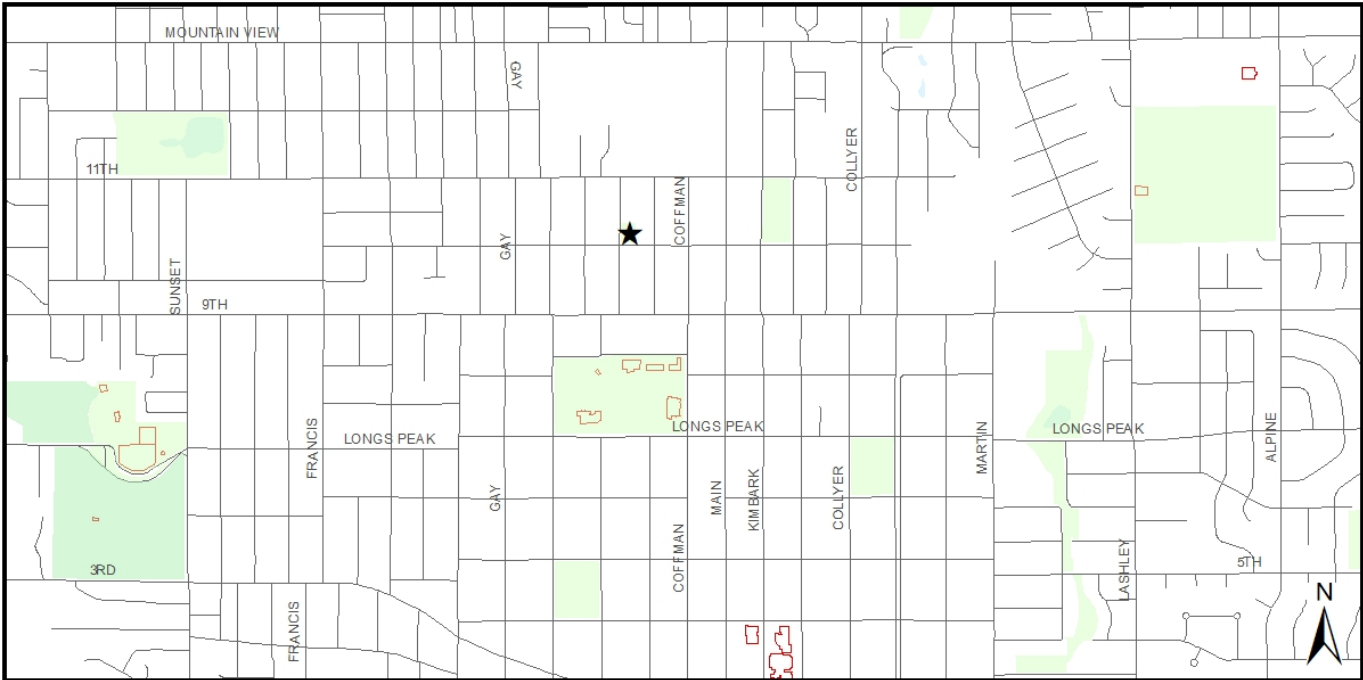 MOUNTAIN VIEW
GAY
COLLYER
11TH
COFFMAN
GAY
SUNSET
9TH
ALPINE
LONGS PEAK
LONGS PEAK
FRANCIS
LONGS PEAK
MARTIN
GAY
MAIN
KIMBARK
COLLYER
COFFMAN
LASHLEY
5TH
3RD
N
FRANCIS